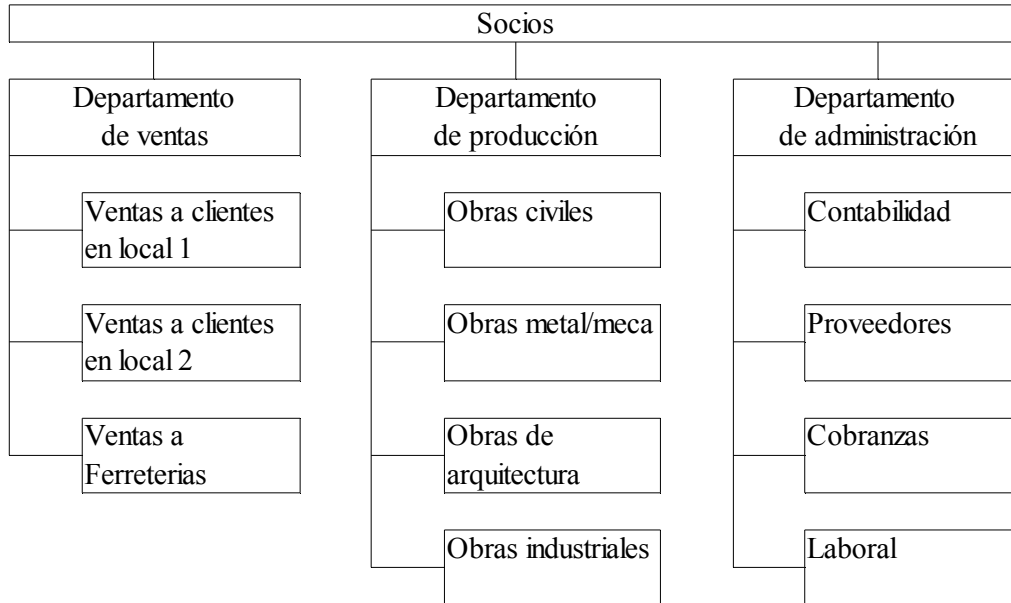 Socios
Departamento
de ventas
Ventas a clientes
en local 1
Ventas a clientes
en local 2
Ventas a
Ferreterias
Departamento
de producción
Obras civiles
Obras metal/meca
Obras de
arquitectura
Obras industriales
Departamento
de administración
Contabilidad
Proveedores
Cobranzas
Laboral